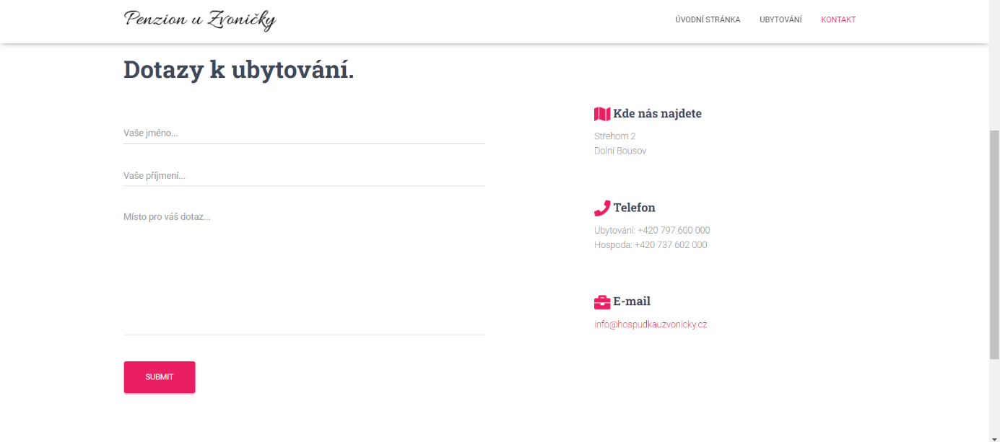 Penzion u Zvoničky
ÚVODNÍ STRÁNKA
UBYTOVÁNÍ
KONTAKT
Dotazy k ubytování.
Vaše jméno...
Vaše příjmení...
Místo pro váš dotaz...
SUBMIT
Kde nás najdete
Střehom 2
Dolní Bousov
Telefon
Ubytování: +420 797 600 000
Hospoda: +420 737 602 000
E-mail
info@hospudkauzvonicky.cz